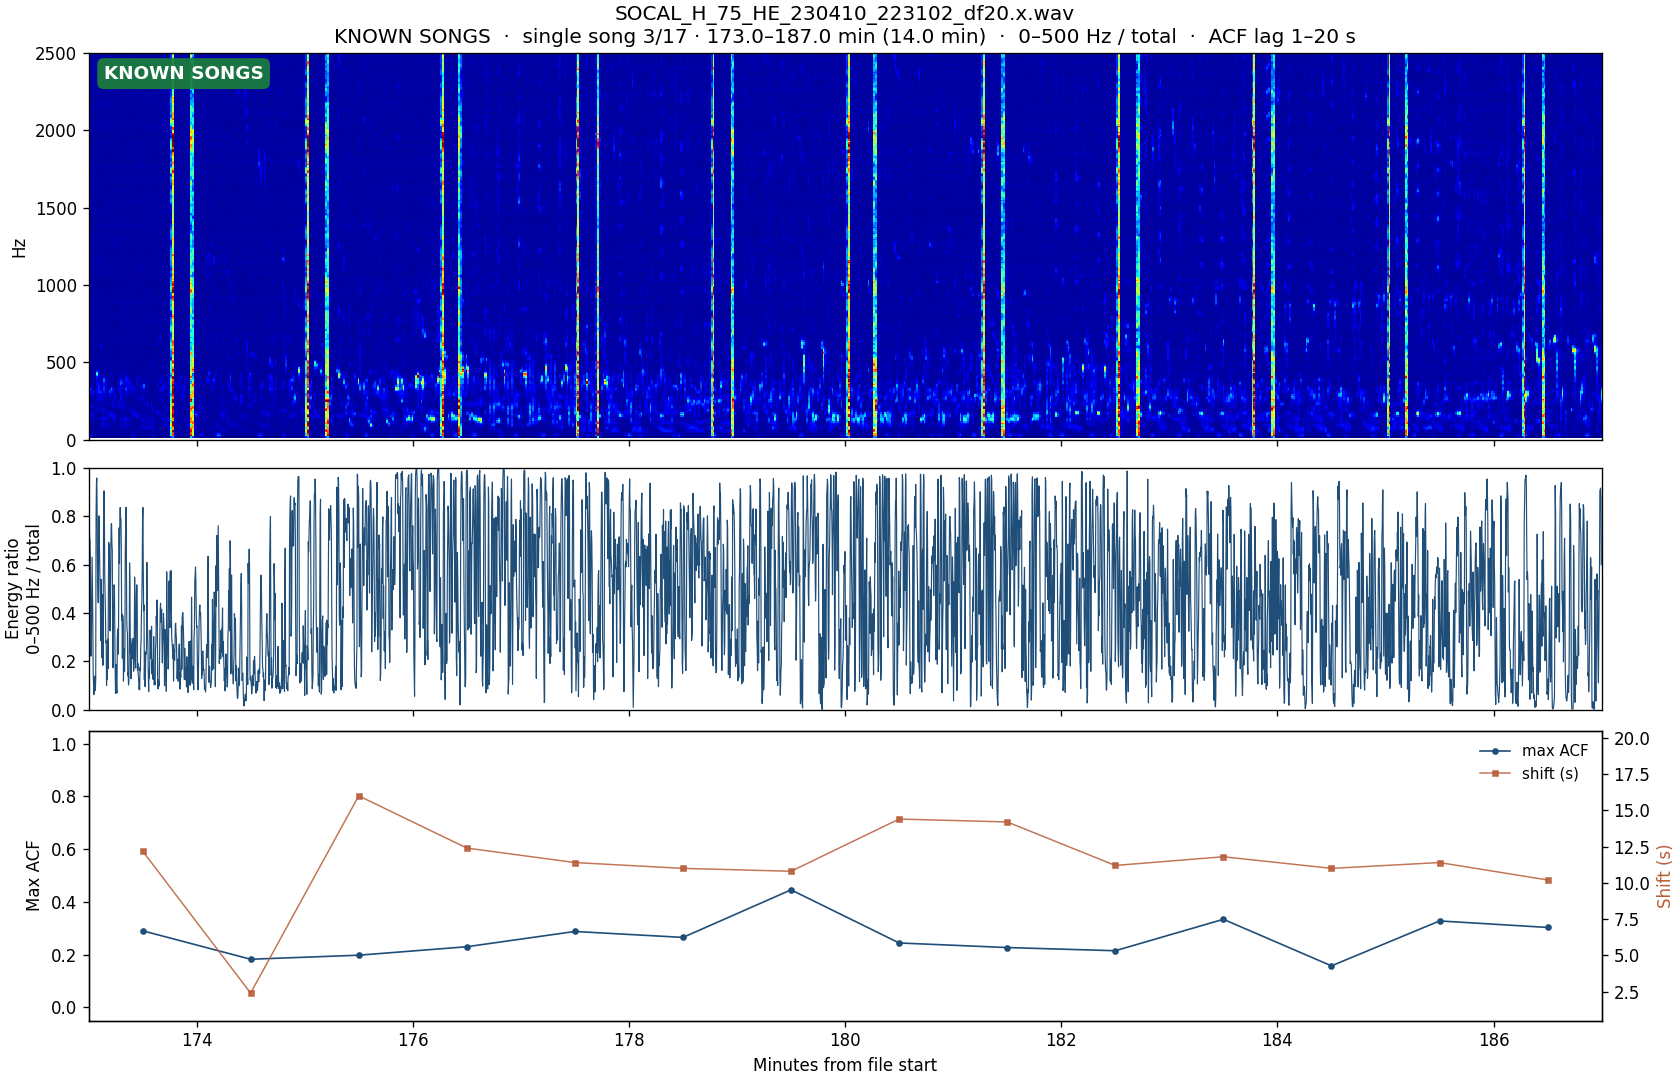 SOCAL_H_75_HE_230410_223102_df20.x.wav
KNOWN SONGS · single song 3/17 · 173.0–187.0 min (14.0 min) · 0–500 Hz / total · ACF lag 1–20 s
KNOWN SONGS
2500
2000
1500
1000
500
0
Hz
1.0
0.8
0.6
0.4
0.2
0.0
Energy ratio
0–500 Hz / total
1.0
0.8
0.6
0.4
0.2
0.0
Max ACF
max ACF
shift (s)
20.0
17.5
15.0
12.5
10.0
7.5
5.0
2.5
Shift (s)
174 176 178 180 182 184 186
Minutes from file start